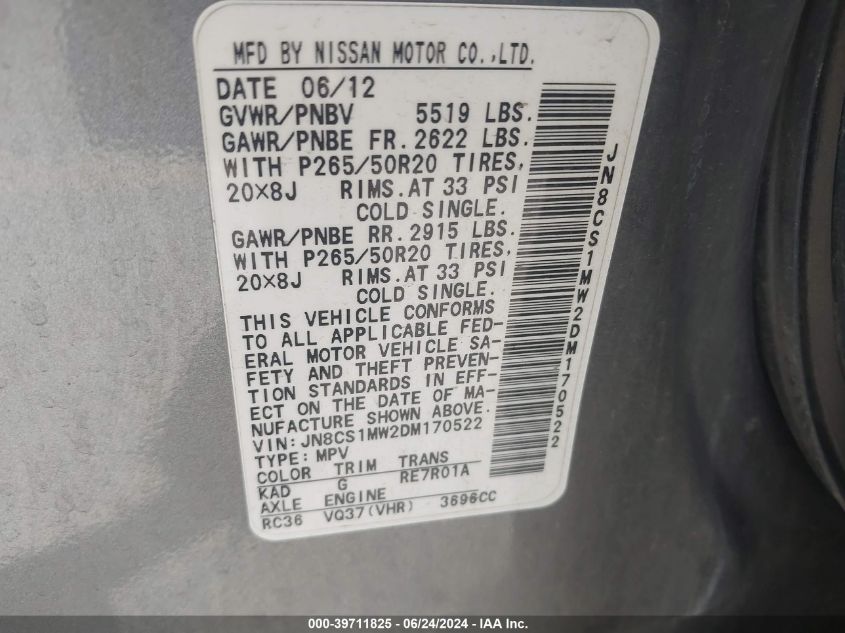 MFD BY NISSAN MOTOR CO.,LTD.
DATE 06/12
GVWR/PNBV 5519 LBS.
GAWR/PNBE FR.2622 LBS.
WITH P265/50R20 TIRES,
20X8J RIMS.AT 33 PSI
COLD SINGLE.
GAWR/PNBE RR.2915 LBS.
WITH P265/50R20 TIRES,
20X8J RIMS.AT 33 PSI
COLD SINGLE.
THIS VEHICLE CONFORMS
TO ALL APPLICABLE FED-
ERAL MOTOR VEHICLE SA-
FETY AND THEFT PREVEN-
TION STANDARDS IN EFF-
ECT ON THE DATE OF MA-
NUFACTURE SHOWN ABOVE.
VIN:JN8CS1MW2DM170522
TYPE:MPV
COLOR TRIM TRANS
KAD G RE7R01A
AXLE ENGINE
RC36 VQ37(VHR) 3696CC
JN8CS1MW2DM170522
000-39711825 / 06/24/2024 - IAA Inc.